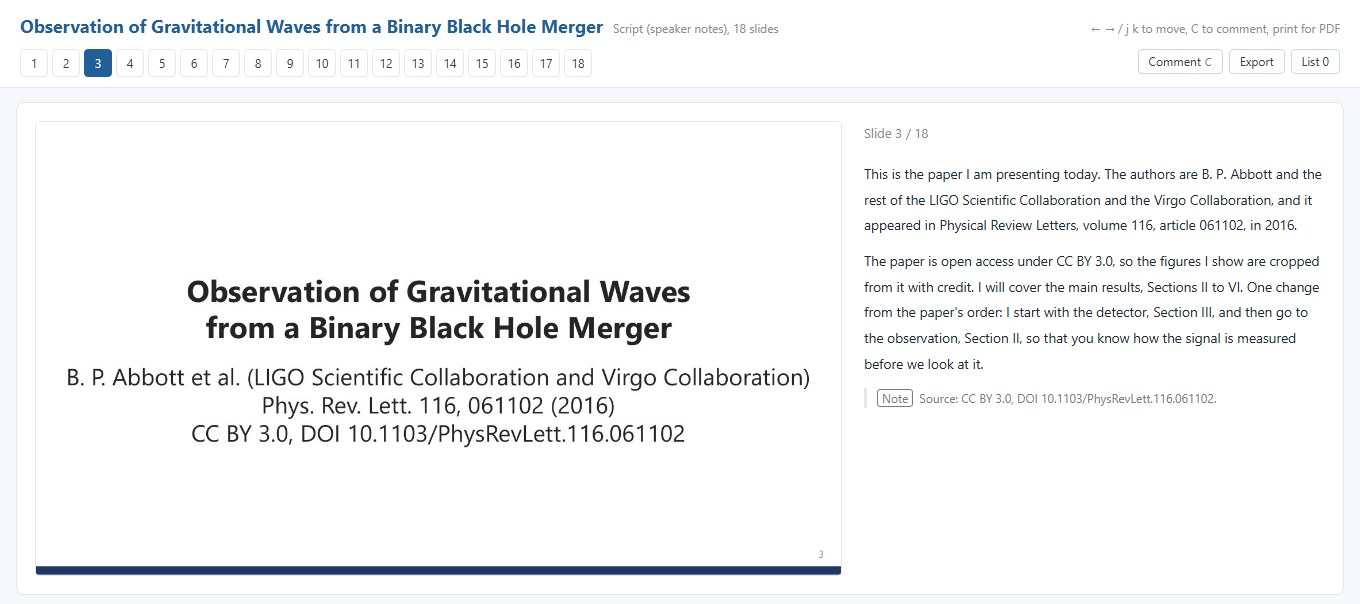 Observation of Gravitational Waves from a Binary Black Hole Merger Script (speaker notes), 18 slides
← → / j k to move, C to comment, print for PDF
1 2 3 4 5 6 7 8 9 10 11 12 13 14 15 16 17 18
Comment C Export List 0
Observation of Gravitational Waves
from a Binary Black Hole Merger
B. P. Abbott et al. (LIGO Scientific Collaboration and Virgo Collaboration)
Phys. Rev. Lett. 116, 061102 (2016)
CC BY 3.0, DOI 10.1103/PhysRevLett.116.061102
3
Slide 3 / 18
This is the paper I am presenting today. The authors are B. P. Abbott and the
rest of the LIGO Scientific Collaboration and the Virgo Collaboration, and it
appeared in Physical Review Letters, volume 116, article 061102, in 2016.
The paper is open access under CC BY 3.0, so the figures I show are cropped
from it with credit. I will cover the main results, Sections II to VI. One change
from the paper's order: I start with the detector, Section III, and then go to
the observation, Section II, so that you know how the signal is measured
before we look at it.
Note Source: CC BY 3.0, DOI 10.1103/PhysRevLett.116.061102.